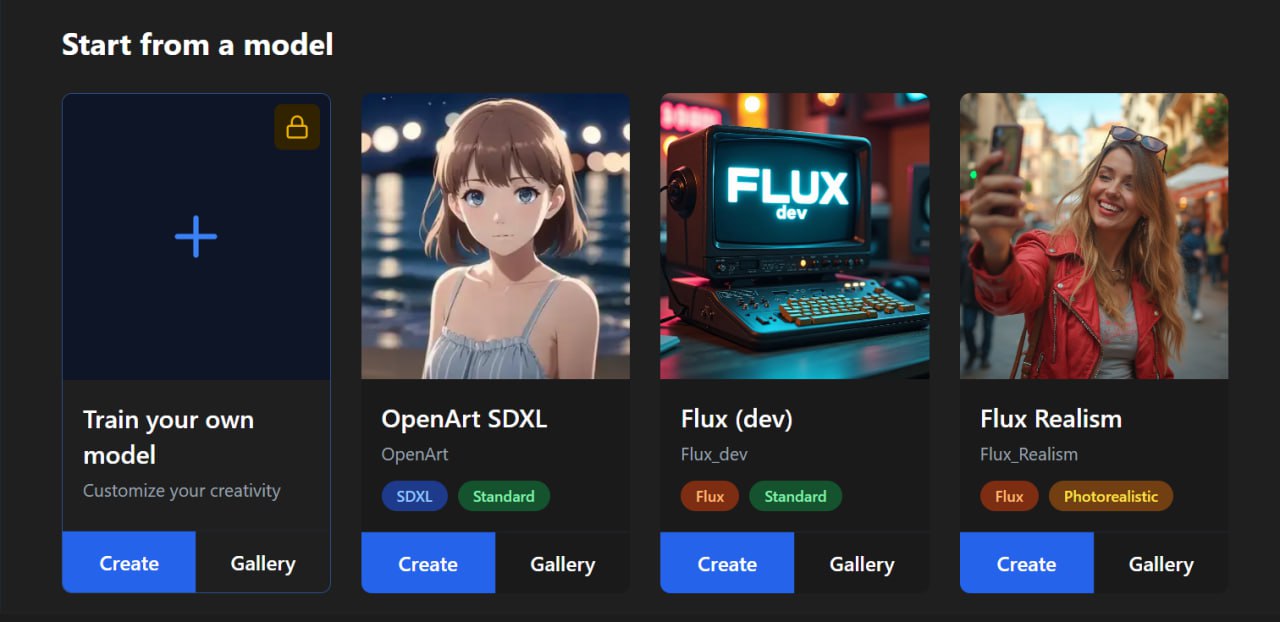 Start from a model
FLUX
dev
Train your own
model
Customize your creativity
Create
Gallery
OpenArt SDXL
OpenArt
SDXL
Standard
Create
Gallery
Flux (dev)
Flux_dev
Flux
Standard
Create
Gallery
Flux Realism
Flux_Realism
Flux
Photorealistic
Create
Gallery